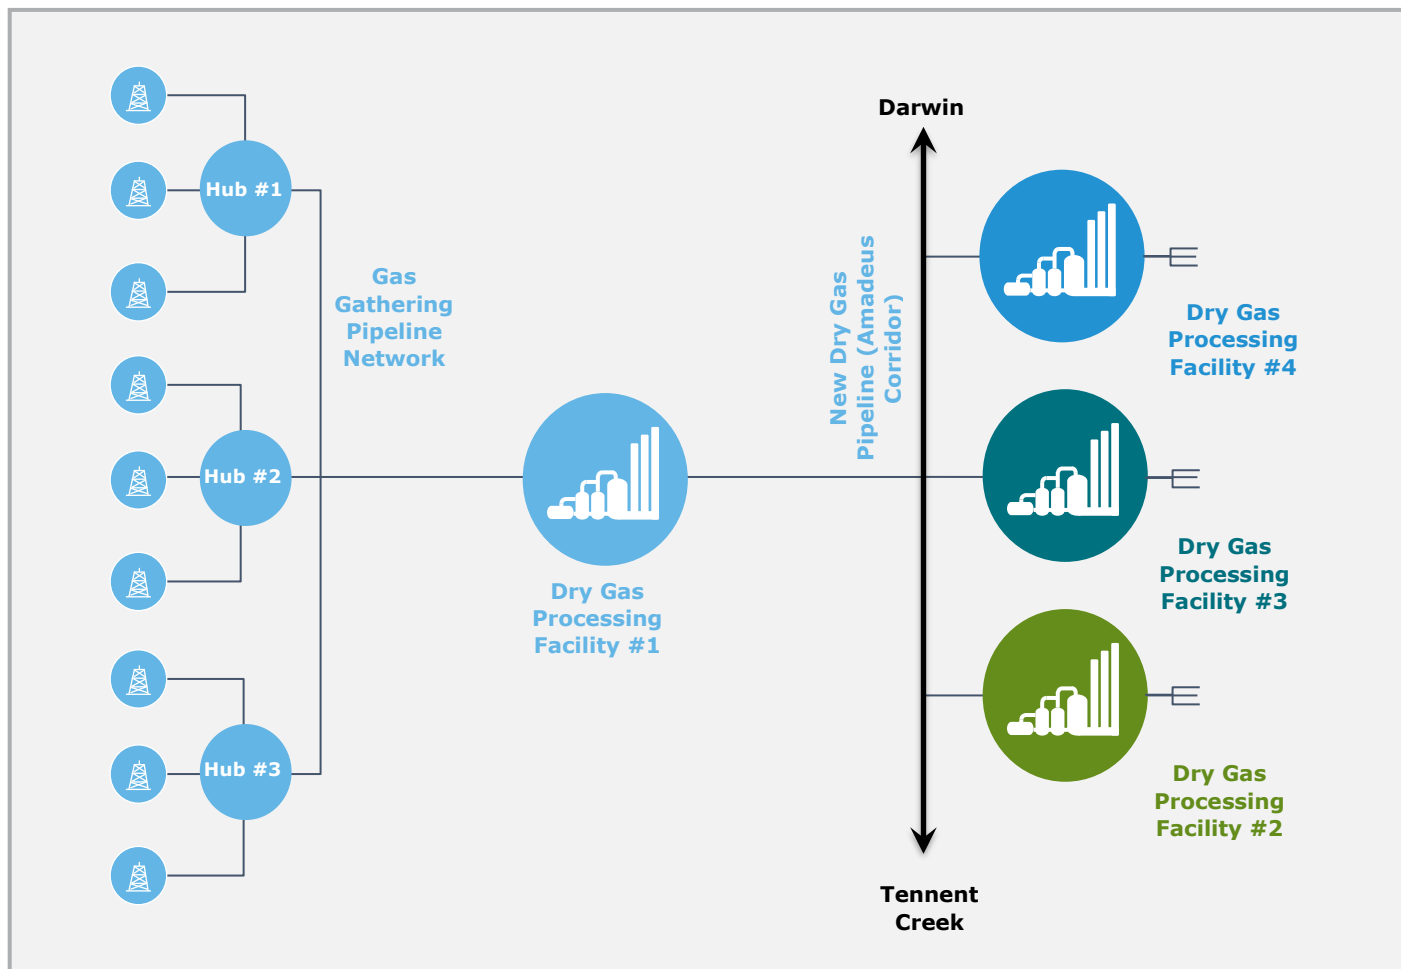 Darwin
Hub #1
Gas
Gathering
Pipeline
Network
New Dry Gas
Pipeline (Amadeus
Corridor)
Dry Gas
Processing
Facility #4
Hub #2
Dry Gas
Processing
Facility #1
Dry Gas
Processing
Facility #3
Hub #3
Dry Gas
Processing
Facility #2
Tennent
Creek